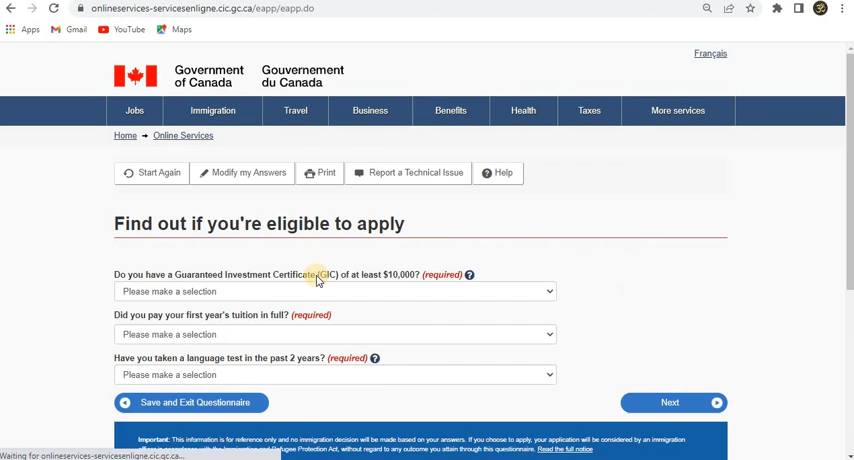 onlineservices-servicesenligne.cic.gc.ca/eapp/eapp.do
Apps Gmail YouTube Maps
Français
Government of Canada
Gouvernement du Canada
Jobs Immigration Travel Business Benefits Health Taxes More services
Home Online Services
Start Again Modify my Answers Print Report a Technical Issue Help
Find out if you're eligible to apply
Do you have a Guaranteed Investment Certificate (GIC) of at least $10,000? (required)
Please make a selection
Did you pay your first year's tuition in full? (required)
Please make a selection
Have you taken a language test in the past 2 years? (required)
Please make a selection
Save and Exit Questionnaire Next
Important: This information is for reference only and no immigration decision will be made based on your answers. If you choose to apply, your application will be considered by an immigration
Refugee Protection Act, without regard to any outcome you attain through this questionnaire. Read the full notice
Waiting for onlineservices-servicesenligne.cic.gc.ca...